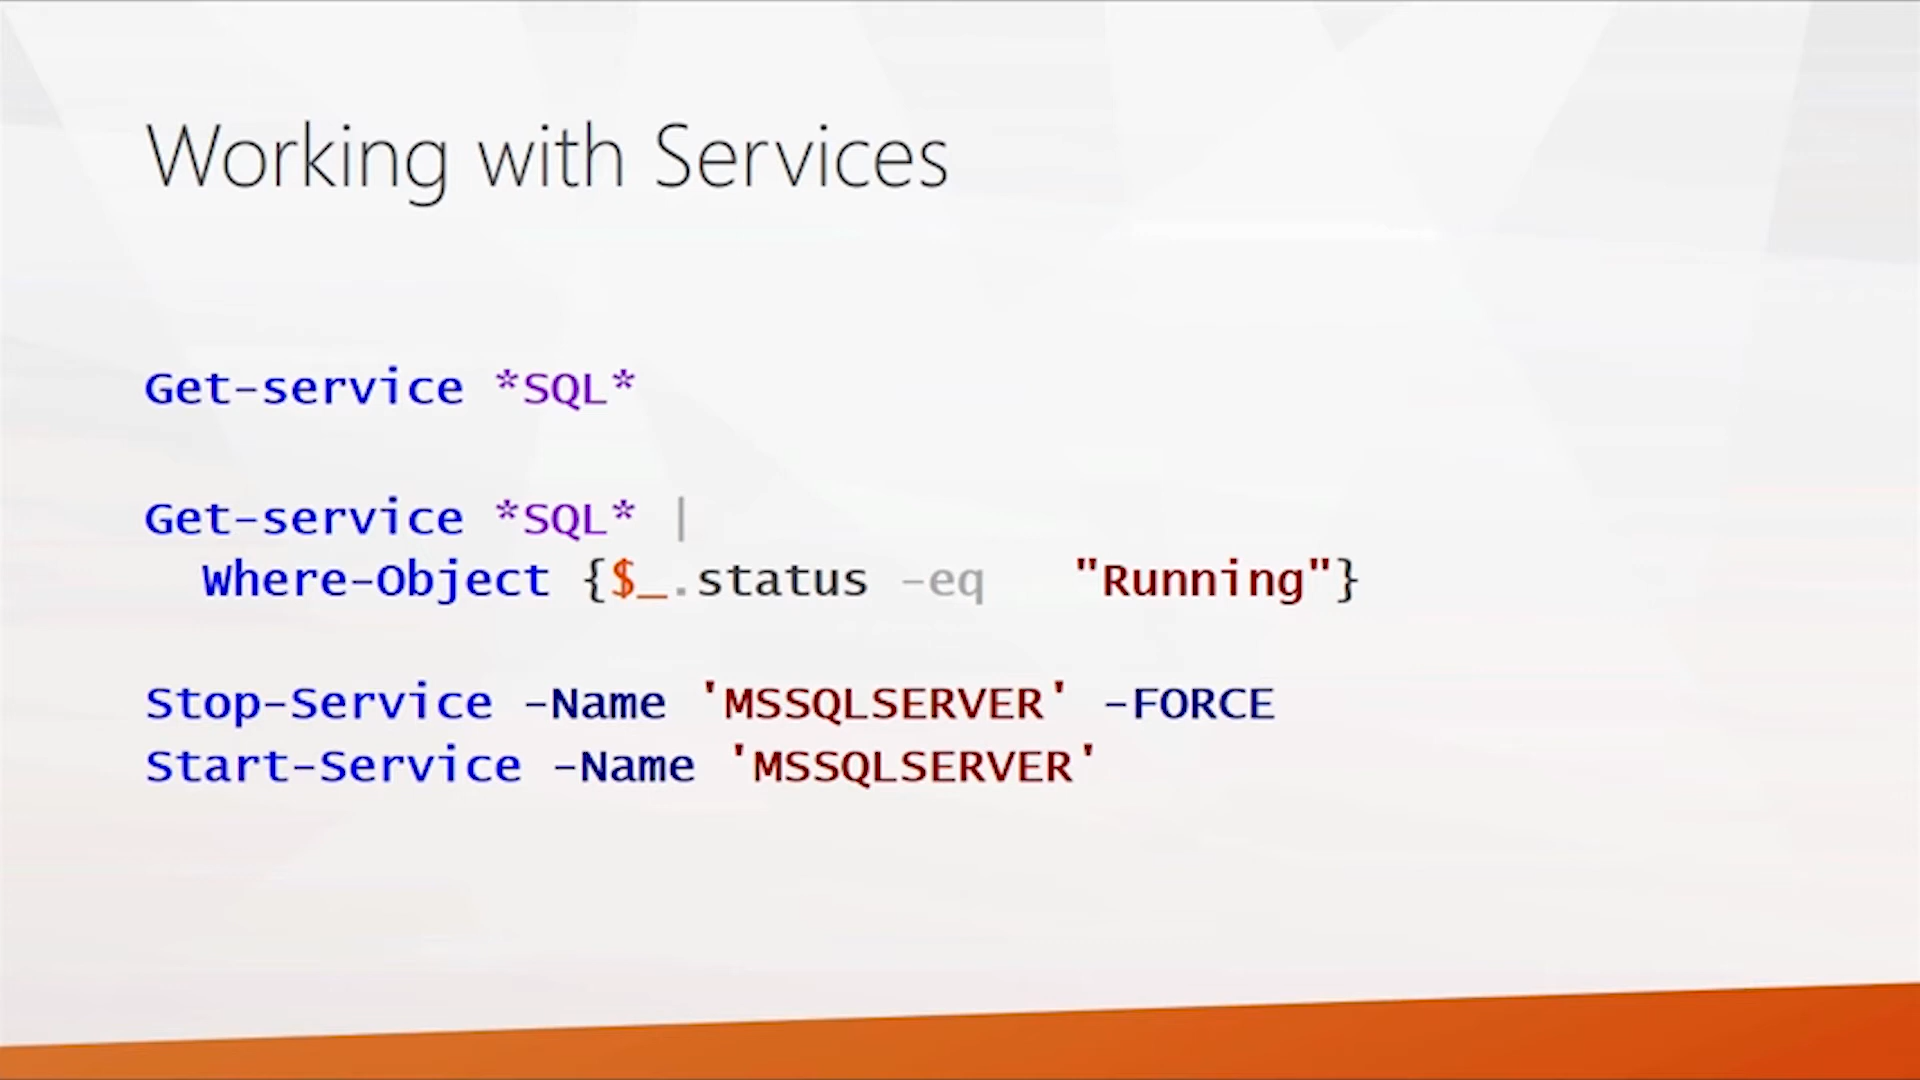 Working with Services
Get-service *SQL*
Get-service *SQL* |
Where-Object {$_.status -eq "Running"}
Stop-Service -Name 'MSSQLSERVER' -FORCE
Start-Service -Name 'MSSQLSERVER'